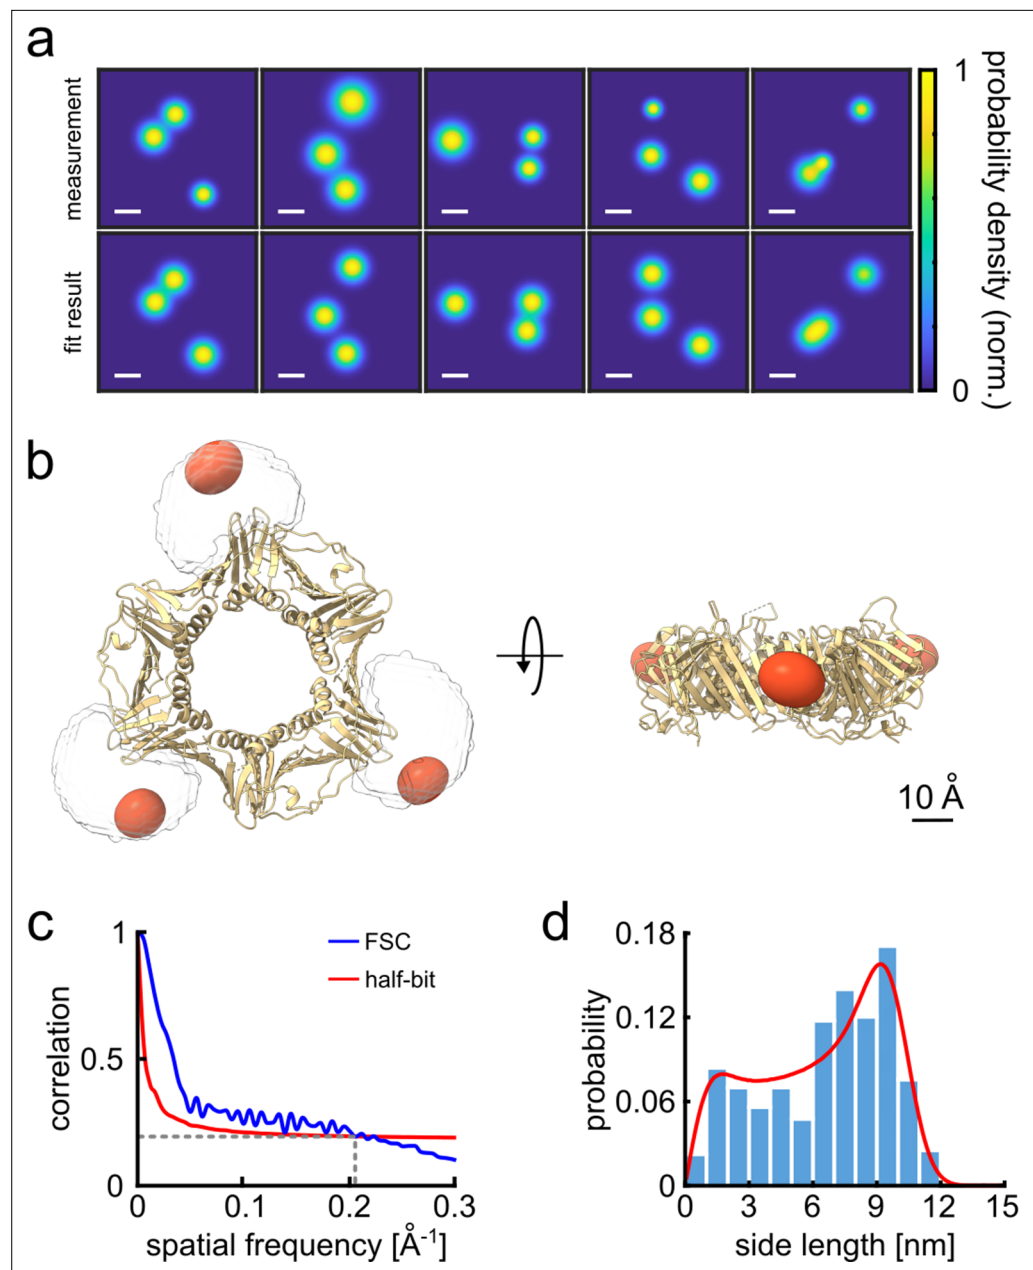 a
measurement
fit result
1
0
probability density (norm.)
b
10 Å
c
1
0.5
0
correlation
FSC
half-bit
0
0.1
0.2
0.3
spatial frequency [Å-1]
d
0.18
0.12
0.06
0
probability
0
3
6
9
12
15
side length [nm]